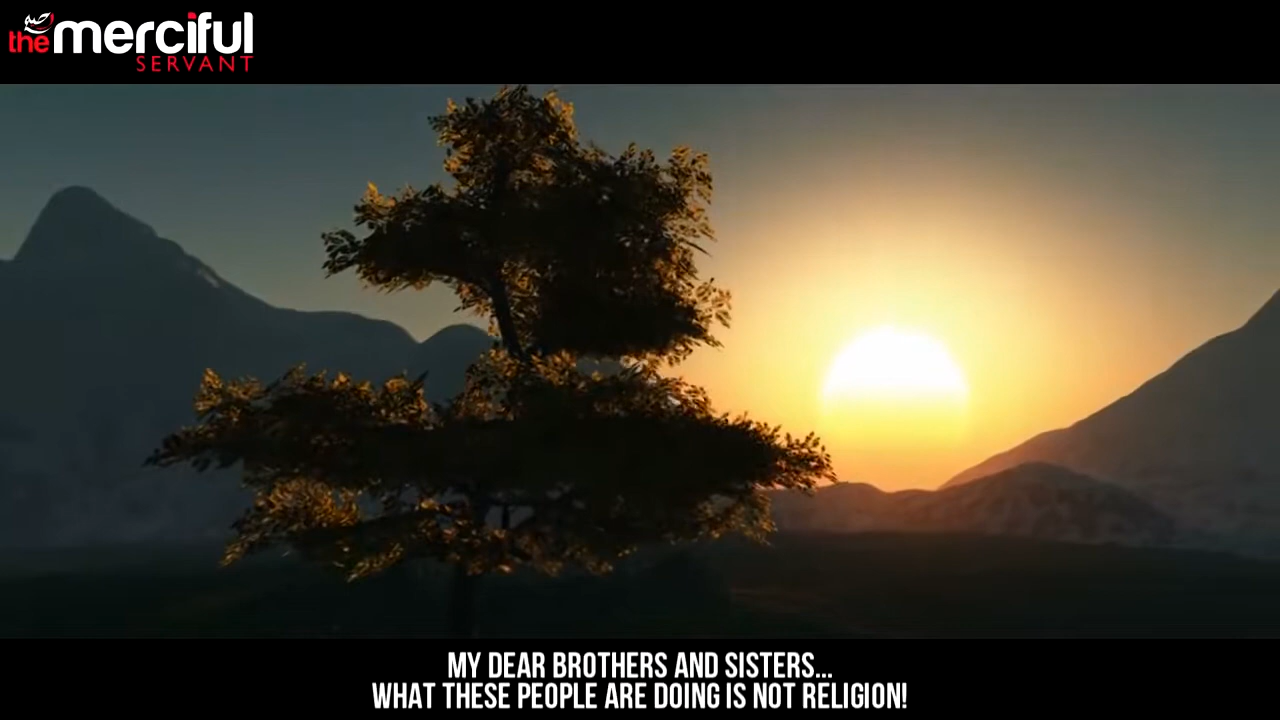 the merciful
SERVANT
MY DEAR BROTHERS AND SISTERS...
WHAT THESE PEOPLE ARE DOING IS NOT RELIGION!